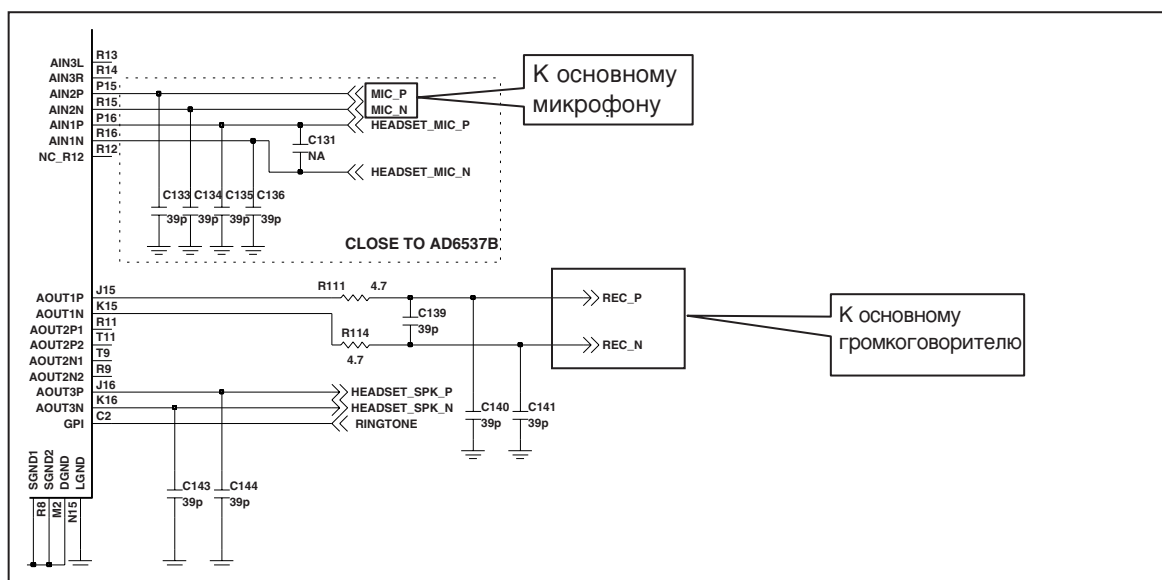 AIN3L R13
AIN3R R14
AIN2P P15 MIC_P
AIN2N R15 MIC_N
AIN1P P16 HEADSET_MIC_P
AIN1N R16
NC_R12 R12
C131
NA
HEADSET_MIC_N
К основному
микрофону
C133 C134 C135 C136
39p 39p 39p 39p
CLOSE TO AD6537B
AOUT1P J15 R111 4.7 REC_P
AOUT1N K15
C139
39p
R114
4.7
REC_N
К основному
громкоговорителю
AOUT2P1 R11
AOUT2P2 T11
AOUT2N1 T9
AOUT2N2 R9
AOUT3P J16 HEADSET_SPK_P
AOUT3N K16 HEADSET_SPK_N
GPI C2 RINGTONE
C140 C141
39p 39p
SGND1 SGND2 DGND LGND
R8 M2 N15
C143 C144
39p 39p